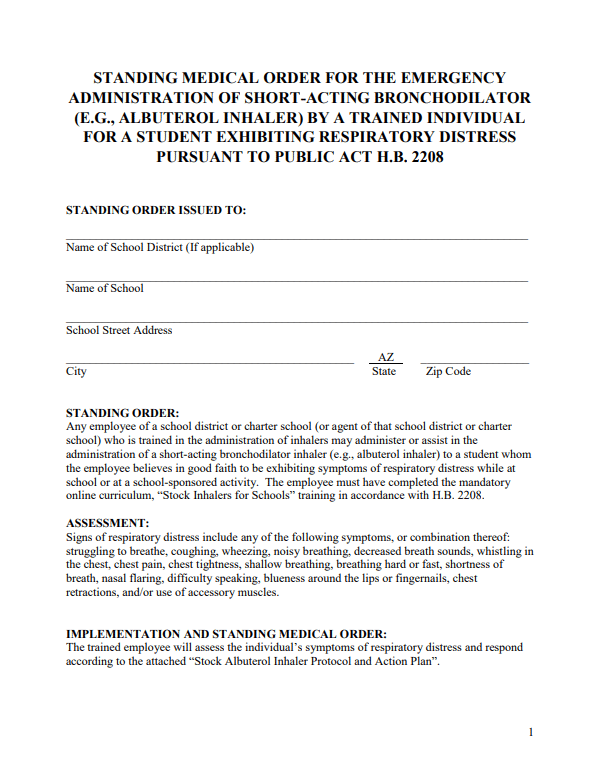 STANDING MEDICAL ORDER FOR THE EMERGENCY
ADMINISTRATION OF SHORT-ACTING BRONCHODILATOR
(E.G., ALBUTEROL INHALER) BY A TRAINED INDIVIDUAL
FOR A STUDENT EXHIBITING RESPIRATORY DISTRESS
PURSUANT TO PUBLIC ACT H.B. 2208
STANDING ORDER ISSUED TO:
Name of School District (If applicable)
Name of School
School Street Address
AZ
City State Zip Code
STANDING ORDER:
Any employee of a school district or charter school (or agent of that school district or charter
school) who is trained in the administration of inhalers may administer or assist in the
administration of a short-acting bronchodilator inhaler (e.g., albuterol inhaler) to a student whom
the employee believes in good faith to be exhibiting symptoms of respiratory distress while at
school or at a school-sponsored activity. The employee must have completed the mandatory
online curriculum, “Stock Inhalers for Schools” training in accordance with H.B. 2208.
ASSESSMENT:
Signs of respiratory distress include any of the following symptoms, or combination thereof:
struggling to breathe, coughing, wheezing, noisy breathing, decreased breath sounds, whistling in
the chest, chest pain, chest tightness, shallow breathing, breathing hard or fast, shortness of
breath, nasal flaring, difficulty speaking, blueness around the lips or fingernails, chest
retractions, and/or use of accessory muscles.
IMPLEMENTATION AND STANDING MEDICAL ORDER:
The trained employee will assess the individual’s symptoms of respiratory distress and respond
according to the attached “Stock Albuterol Inhaler Protocol and Action Plan”.
1